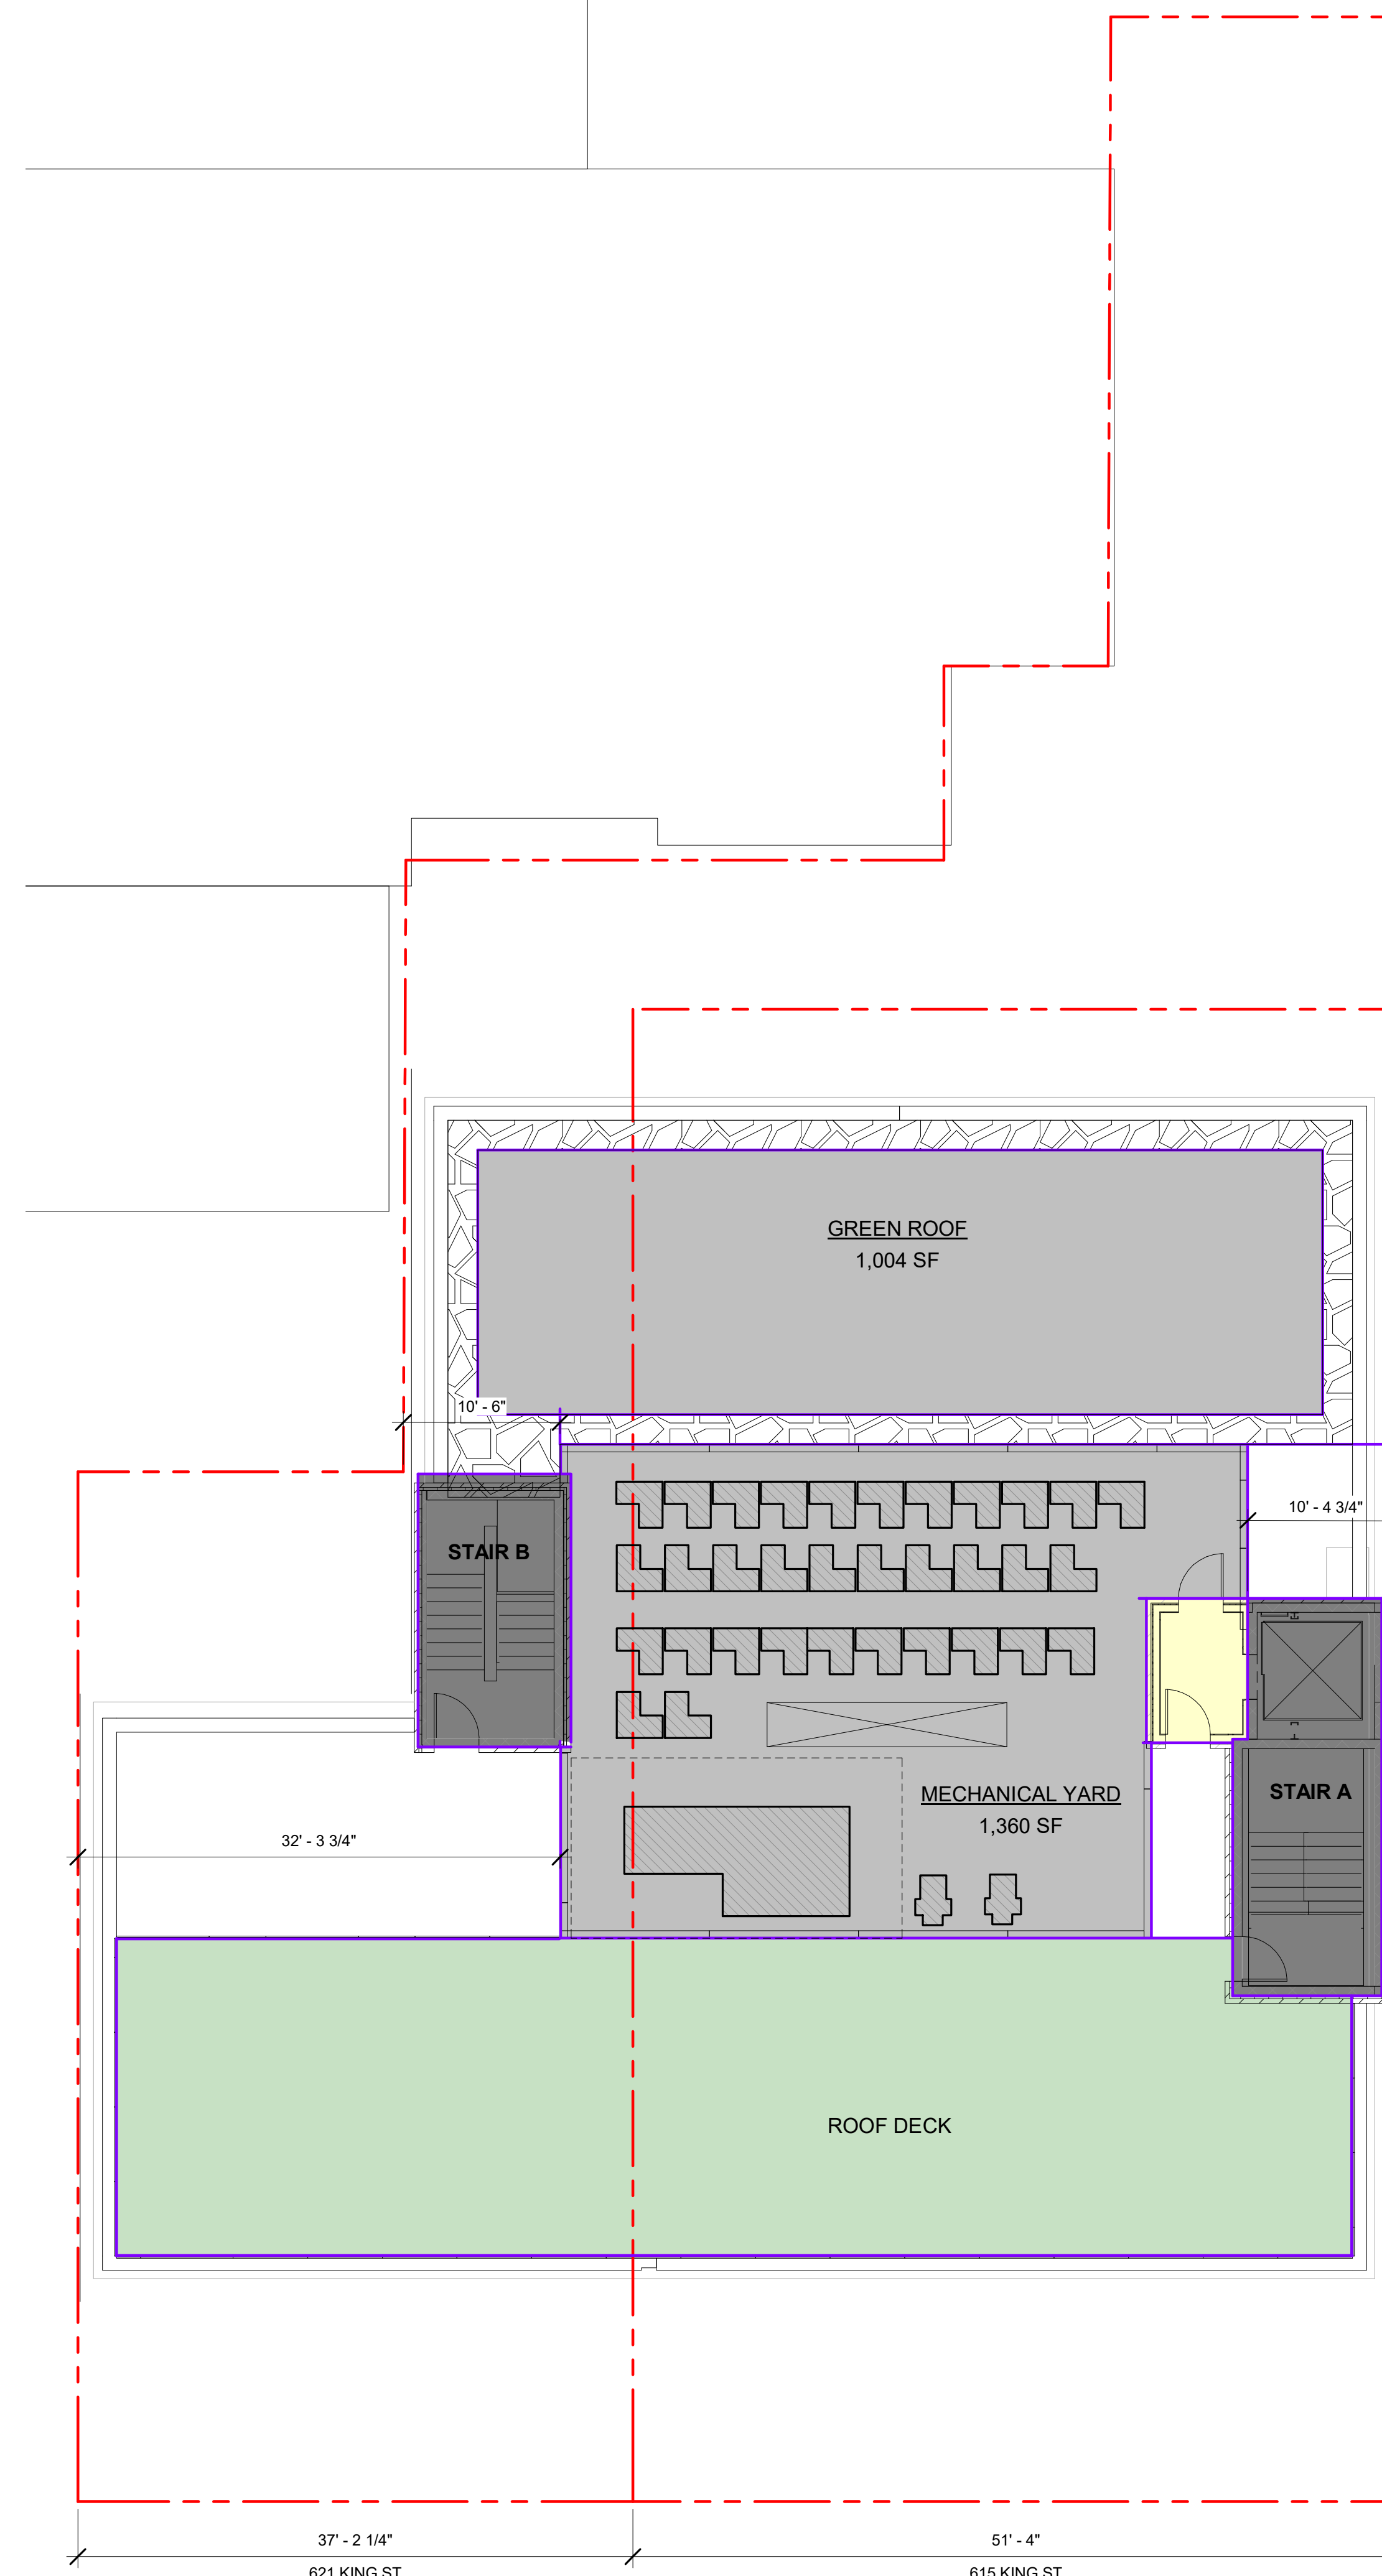 GREEN ROOF
1,004 SF
10' - 6"
10' - 4 3/4"
STAIR B
MECHANICAL YARD
1,360 SF
STAIR A
32' - 3 3/4"
ROOF DECK
37' - 2 1/4"
51' - 4"
621 KING ST
615 KING ST